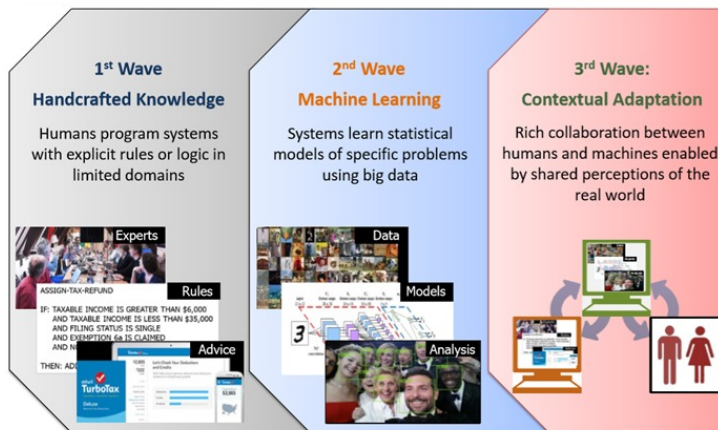 1st Wave
Handcrafted Knowledge
Humans program systems
with explicit rules or logic in
limited domains
Experts
Rules
ASSIGN-TAX-REFUND
IF: TAXABLE INCOME IS GREATER THAN $6,000
AND TAXABLE INCOME IS LESS THAN $35,000
AND FILING STATUS IS SINGLE
AND EXEMPTION 6a IS CLAIMED
AND
THEN:
Advice
TurboTax
Deluxe
2nd Wave
Machine Learning
Systems learn statistical
models of specific problems
using big data
Data
Models
3
Analysis
3rd Wave:
Contextual Adaptation
Rich collaboration between
humans and machines enabled
by shared perceptions of the
real world